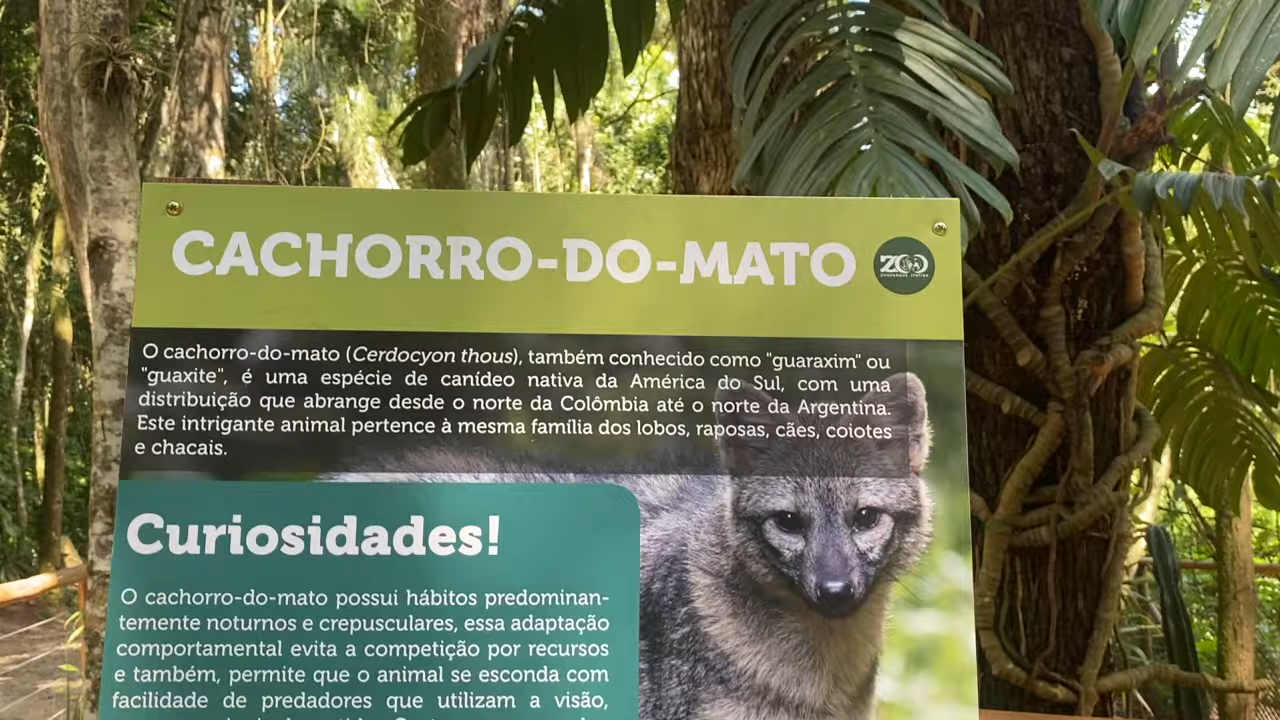 CACHORRO-DO-MATO
ZOO
ZOOPARQUE ITATIBA
O cachorro-do-mato (Cerdocyon thous), também conhecido como "guaraxim" ou
"guaxite", é uma espécie de canídeo nativa da América do Sul, com uma
distribuição que abrange desde o norte da Colômbia até o norte da Argentina.
Este intrigante animal pertence à mesma família dos lobos, raposas, cães, coiotes
e chacais.
Curiosidades!
O cachorro-do-mato possui hábitos predominan-
temente noturnos e crepusculares, essa adaptação
comportamental evita a competição por recursos
e também, permite que o animal se esconda com
facilidade de predadores que utilizam a visão,